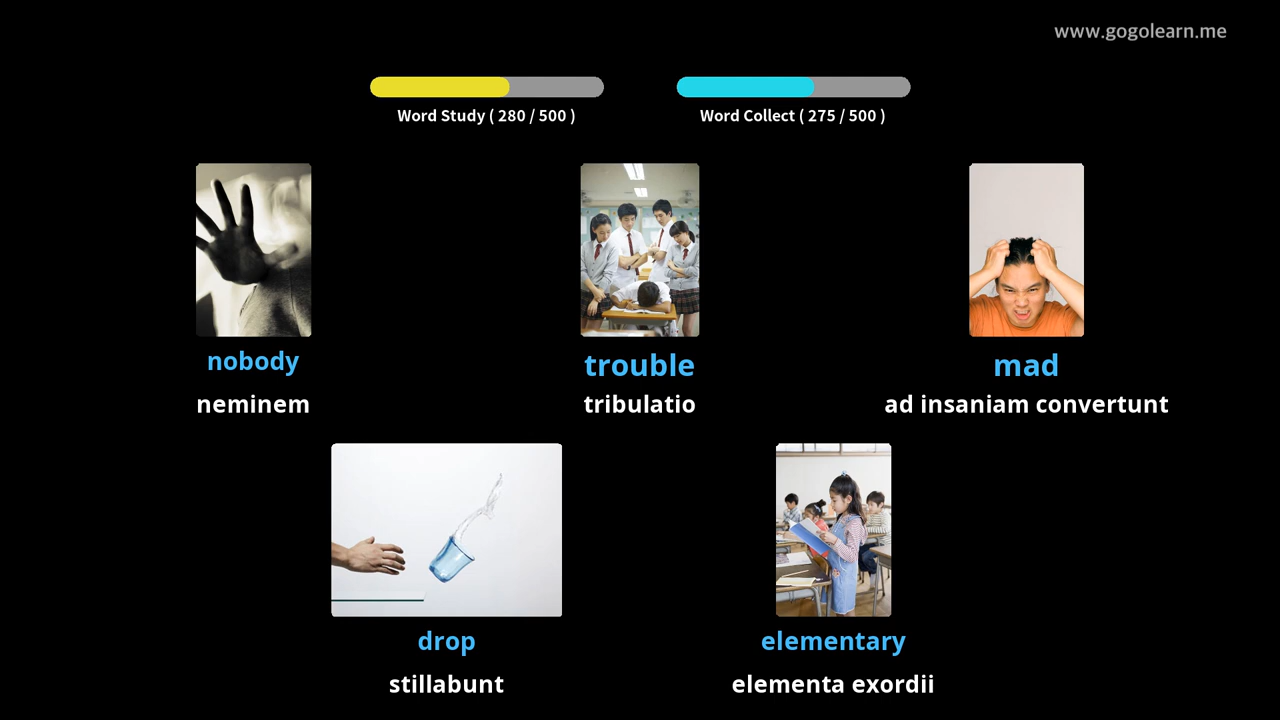 www.gogolearn.me
Word Study ( 280 / 500 )
Word Collect ( 275 / 500 )
nobody
neminem
trouble
tribulatio
mad
ad insaniam convertunt
drop
stillabunt
elementary
elementa exordii